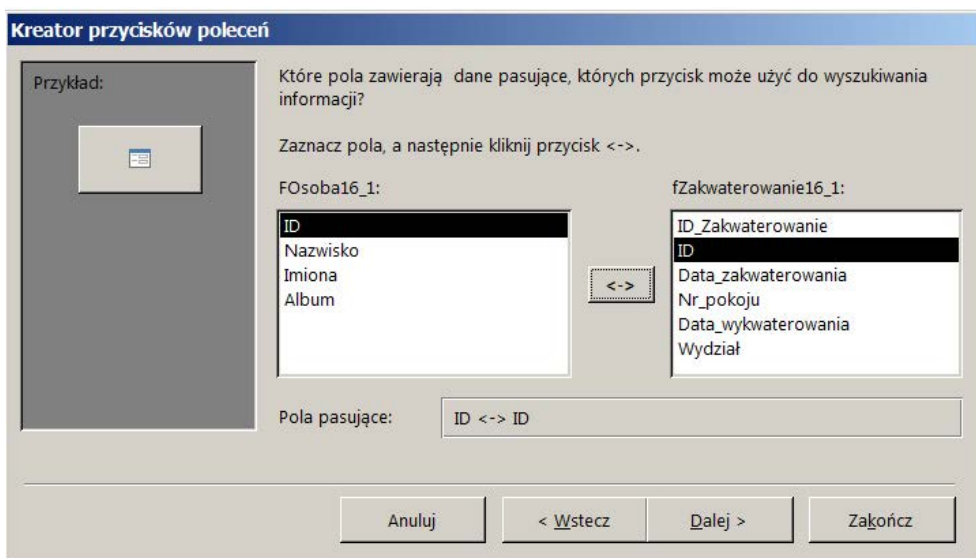 Kreator przycisków poleceń
Przykład:
Które pola zawierają dane pasujące, których przycisk może użyć do wyszukiwania
informacji?
Zaznacz pola, a następnie kliknij przycisk <->.
FOsoba16_1:
ID
Nazwisko
Imiona
Album
<->
fZakwaterowanie16_1:
ID_Zakwaterowanie
ID
Data_zakwaterowania
Nr_pokoju
Data_wykwaterowania
Wydział
Pola pasujące:
ID <-> ID
Anuluj
< Wstecz
Dalej >
Zakończ